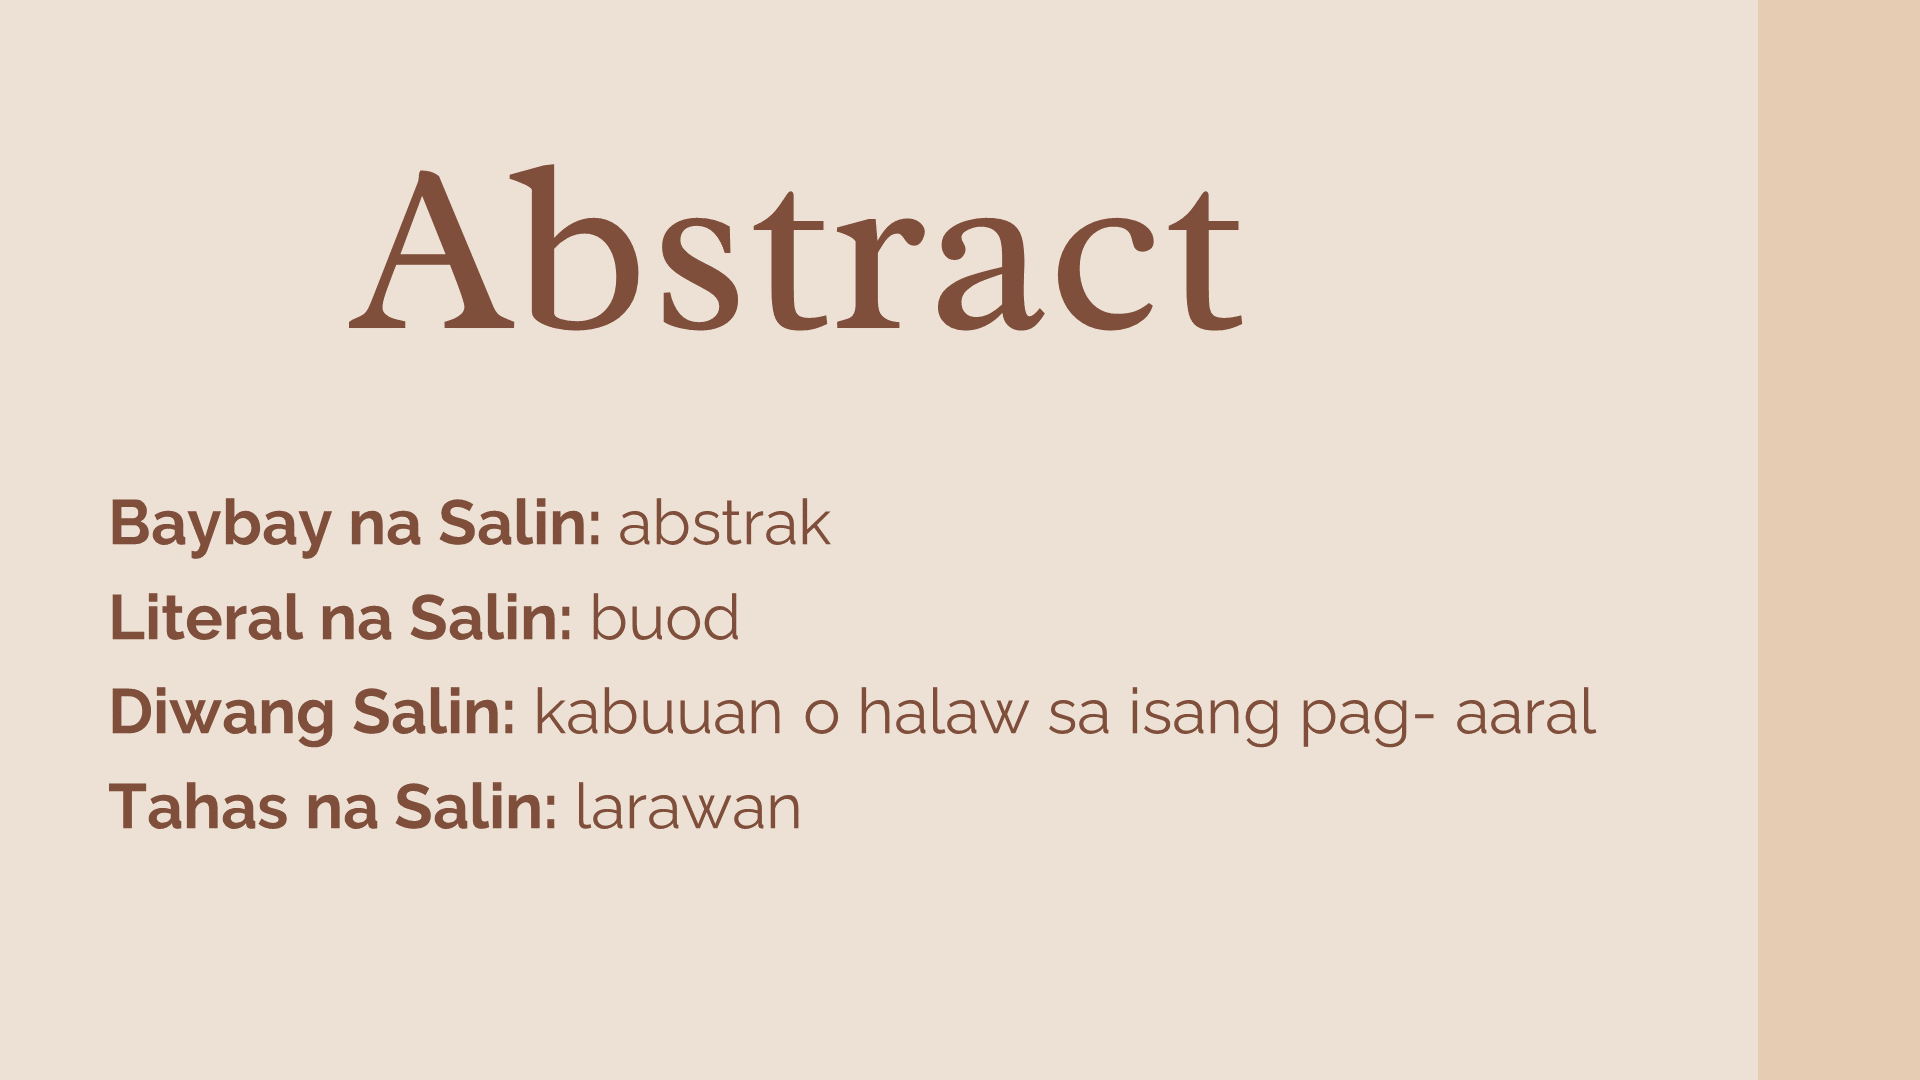 Abstract
Baybay na Salin: abstrak
Literal na Salin: buod
Diwang Salin: kabuuan o halaw sa isang pag- aaral
Tahas na Salin: larawan